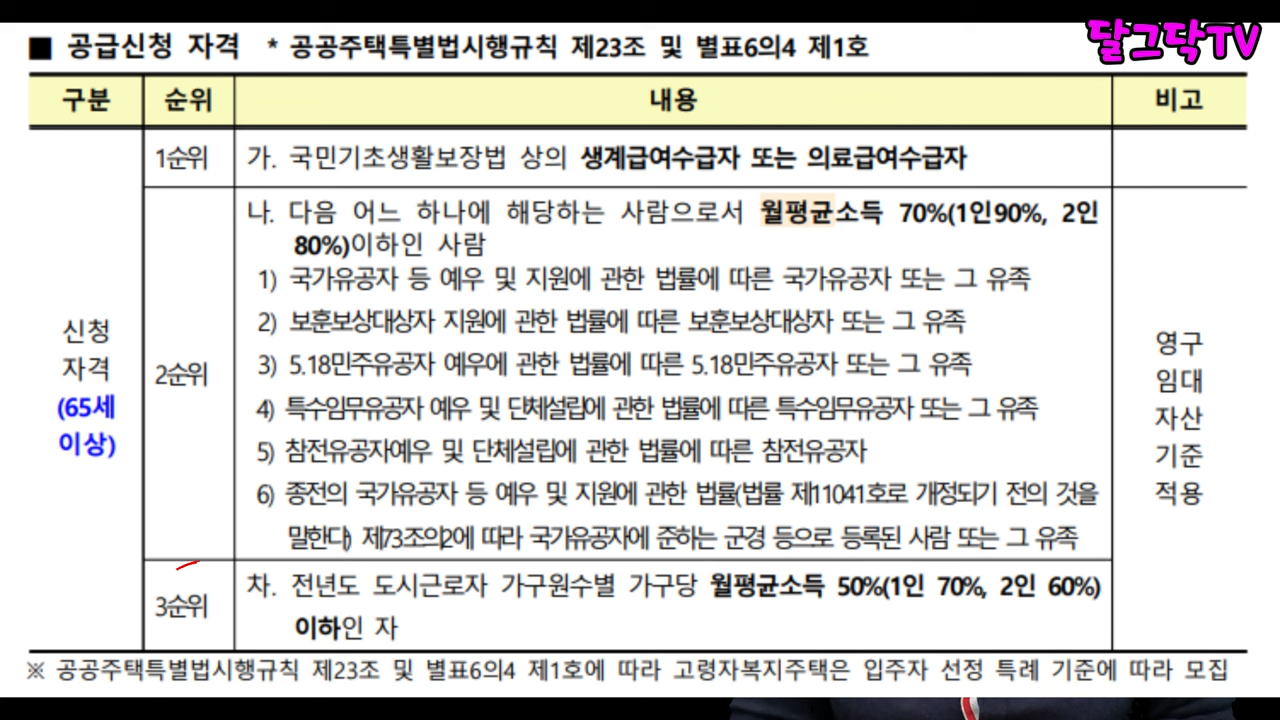 ■ 공급신청 자격 * 공공주택특별법시행규칙 제23조 및 별표6의4 제1호
달그닥TV
구분 순위 내용 비고
신청
자격
(65세
이상)
1순위
가. 국민기초생활보장법 상의 생계급여수급자 또는 의료급여수급자
2순위
나. 다음 어느 하나에 해당하는 사람으로서 월평균소득 70%(1인90%, 2인
80%)이하인 사람
1) 국가유공자 등 예우 및 지원에 관한 법률에 따른 국가유공자 또는 그 유족
2) 보훈보상대상자 지원에 관한 법률에 따른 보훈보상대상자 또는 그 유족
3) 5.18민주유공자 예우에 관한 법률에 따른 5.18민주유공자 또는 그 유족
4) 특수임무유공자 예우 및 단체설립에 관한 법률에 따른 특수임무유공자 또는 그 유족
5) 참전유공자예우 및 단체설립에 관한 법률에 따른 참전유공자
6) 종전의 국가유공자 등 예우 및 지원에 관한 법률(법률 제11041호로 개정되기 전의 것을
말한다) 제73조의2에 따라 국가유공자에 준하는 군경 등으로 등록된 사람 또는 그 유족
3순위
차. 전년도 도시근로자 가구원수별 가구당 월평균소득 50%(1인 70%, 2인 60%)
이하인 자
영구
임대
자산
기준
적용
※ 공공주택특별법시행규칙 제23조 및 별표6의4 제1호에 따라 고령자복지주택은 입주자 선정 특례 기준에 따라 모집